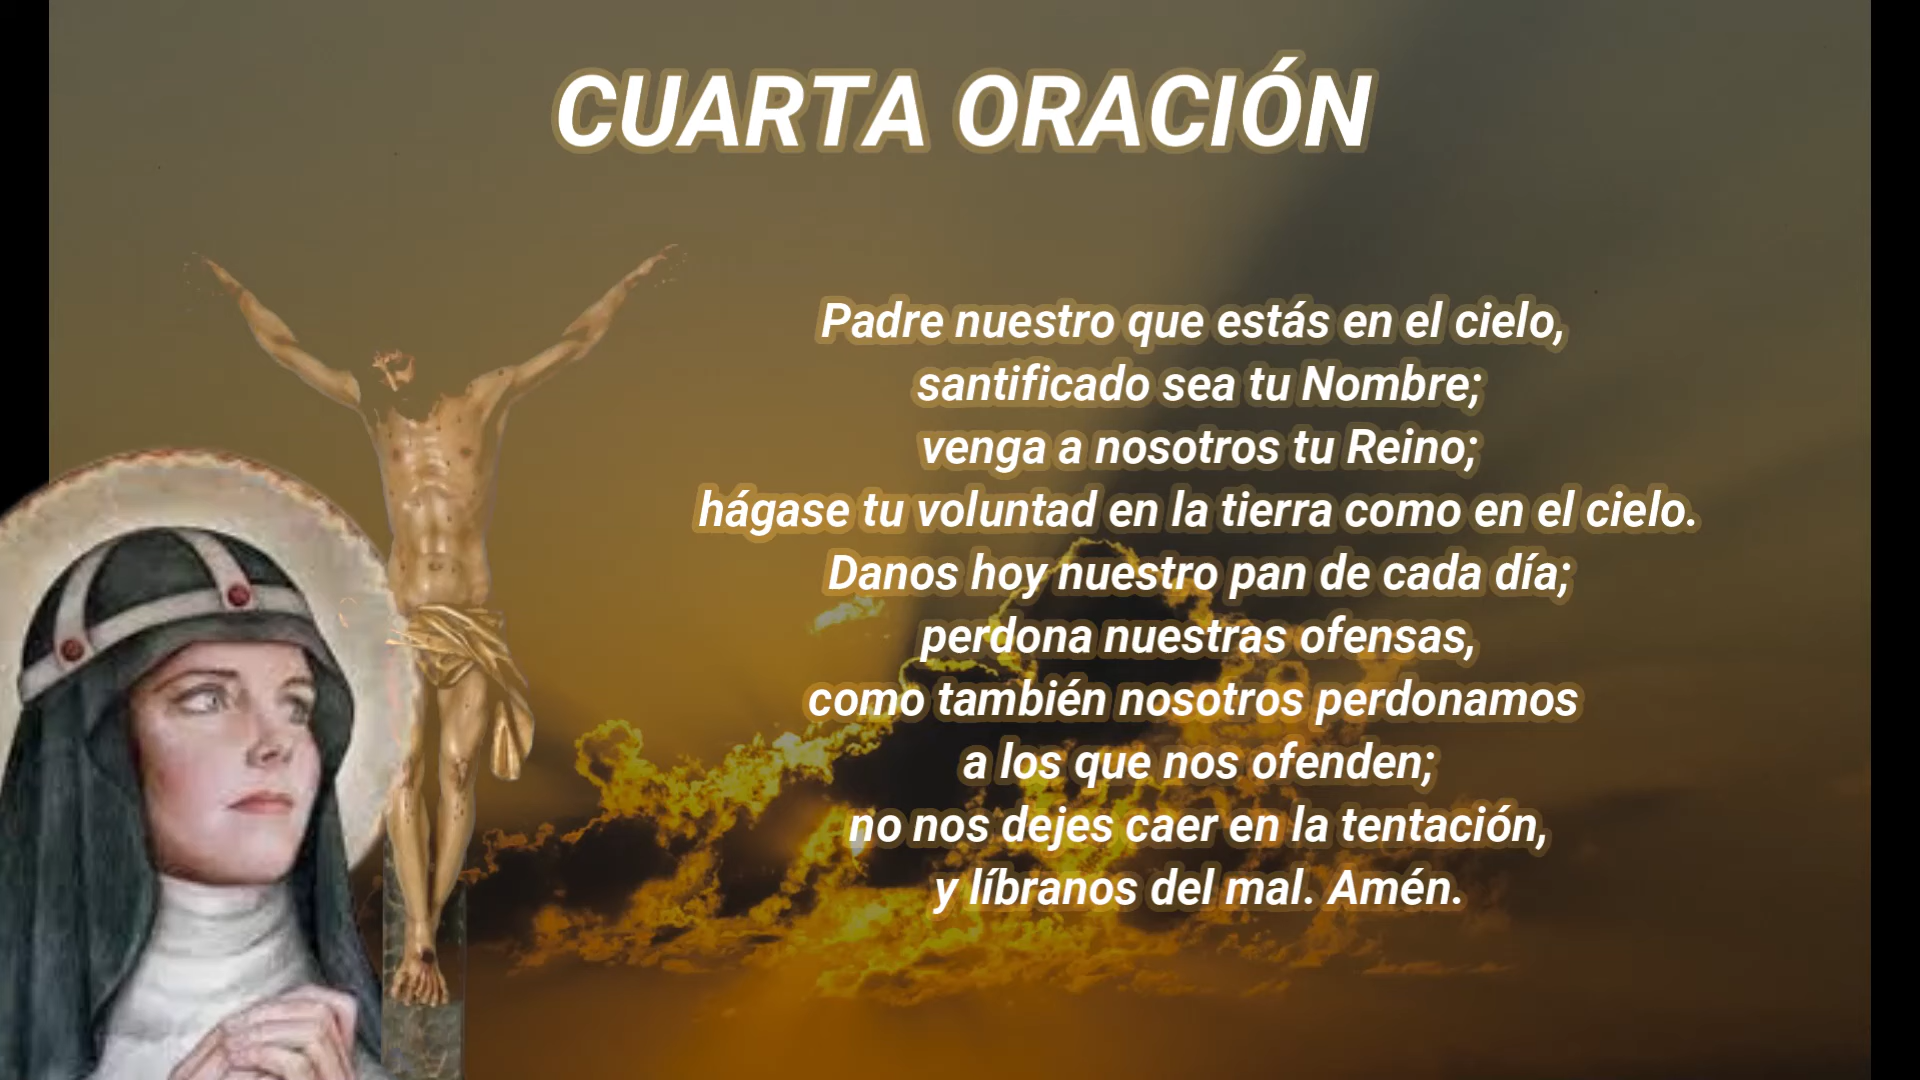 CUARTA ORACIÓN
Padre nuestro que estás en el cielo,
santificado sea tu Nombre;
venga a nosotros tu Reino;
hágase tu voluntad en la tierra como en el cielo.
Danos hoy nuestro pan de cada día;
perdona nuestras ofensas,
como también nosotros perdonamos
a los que nos ofenden;
no nos dejes caer en la tentación,
y líbranos del mal. Amén.